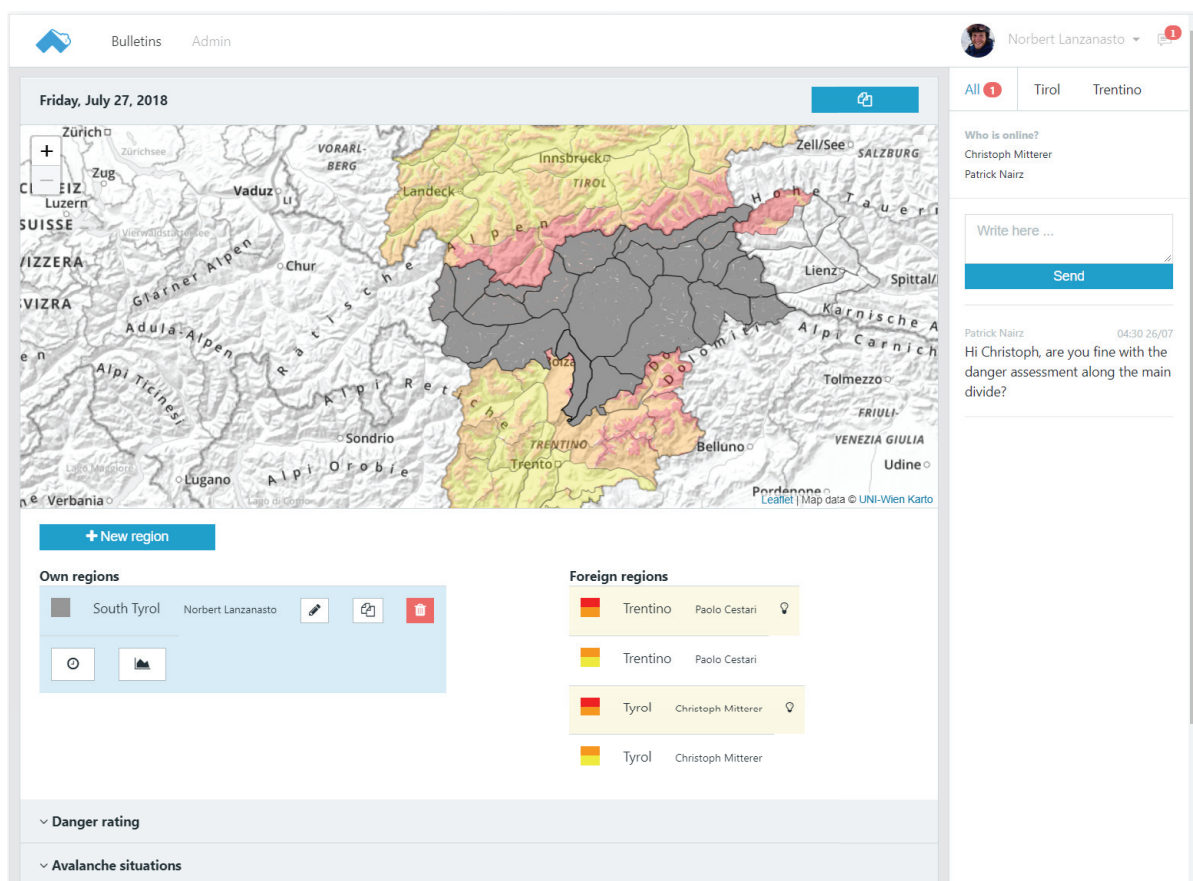 Bulletins Admin
Norbert Lanzanasto
1
Friday, July 27, 2018
All 1 Tirol Trentino
Who is online?
Christoph Mitterer
Patrick Nairz
Write here ...
Send
Patrick Nairz 04:30 26/07
Hi Christoph, are you fine with the
danger assessment along the main
divide?
+
−
Zürich
Zürichsee
Zug
Luzern
SUISSE
Vierwaldstättersee
Vaduz
LI
VORARL-
BERG
Landeck
Innsbruck
TIROL
Zell/See
SALZBURG
Hohe Tauern
Glarner Alpen
Chur
Rätische Alpen
Lienz
Spittal/
Adula-Alpen
Karnische A
Alpi Carnich
Alpi Ticinesi
Alpi Retiche
Dolomiti
Tolmezzo
FRIULI-
VENEZIA GIULIA
Sondrio
TRENTINO
Trento
Belluno
Udine
Lago Maggiore
Lugano
Alpi Orobie
Verbania
Lago di Como
Pordenone
Leaflet | Map data © UNI-Wien Karto
+ New region
Own regions
South Tyrol Norbert Lanzanasto
Foreign regions
Trentino Paolo Cestari
Trentino Paolo Cestari
Tyrol Christoph Mitterer
Tyrol Christoph Mitterer
Danger rating
Avalanche situations